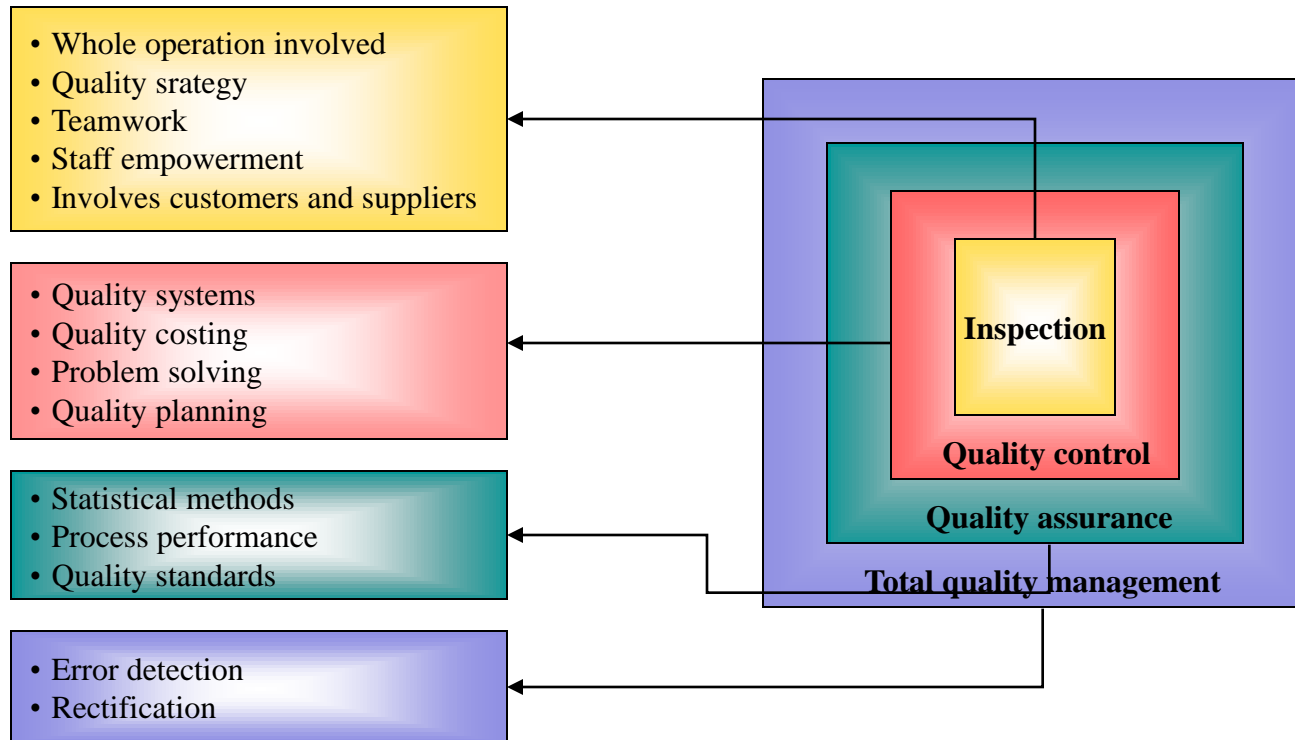 • Whole operation involved
• Quality srategy
• Teamwork
• Staff empowerment
• Involves customers and suppliers
• Quality systems
• Quality costing
• Problem solving
• Quality planning
• Statistical methods
• Process performance
• Quality standards
• Error detection
• Rectification
Inspection
Quality control
Quality assurance
Total quality management